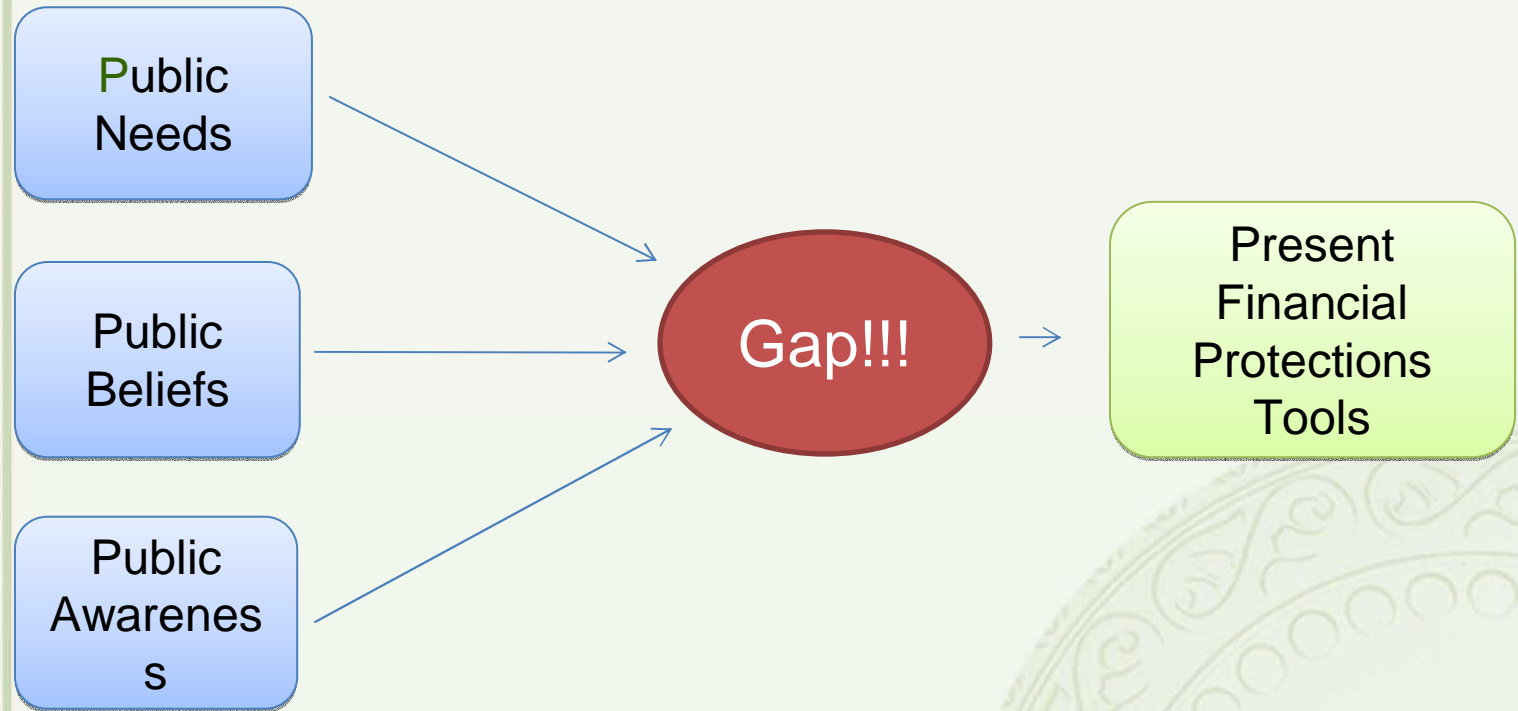 Public
Needs
Public
Beliefs
Public
Awarenes
s
Gap!!!
Present
Financial
Protections
Tools